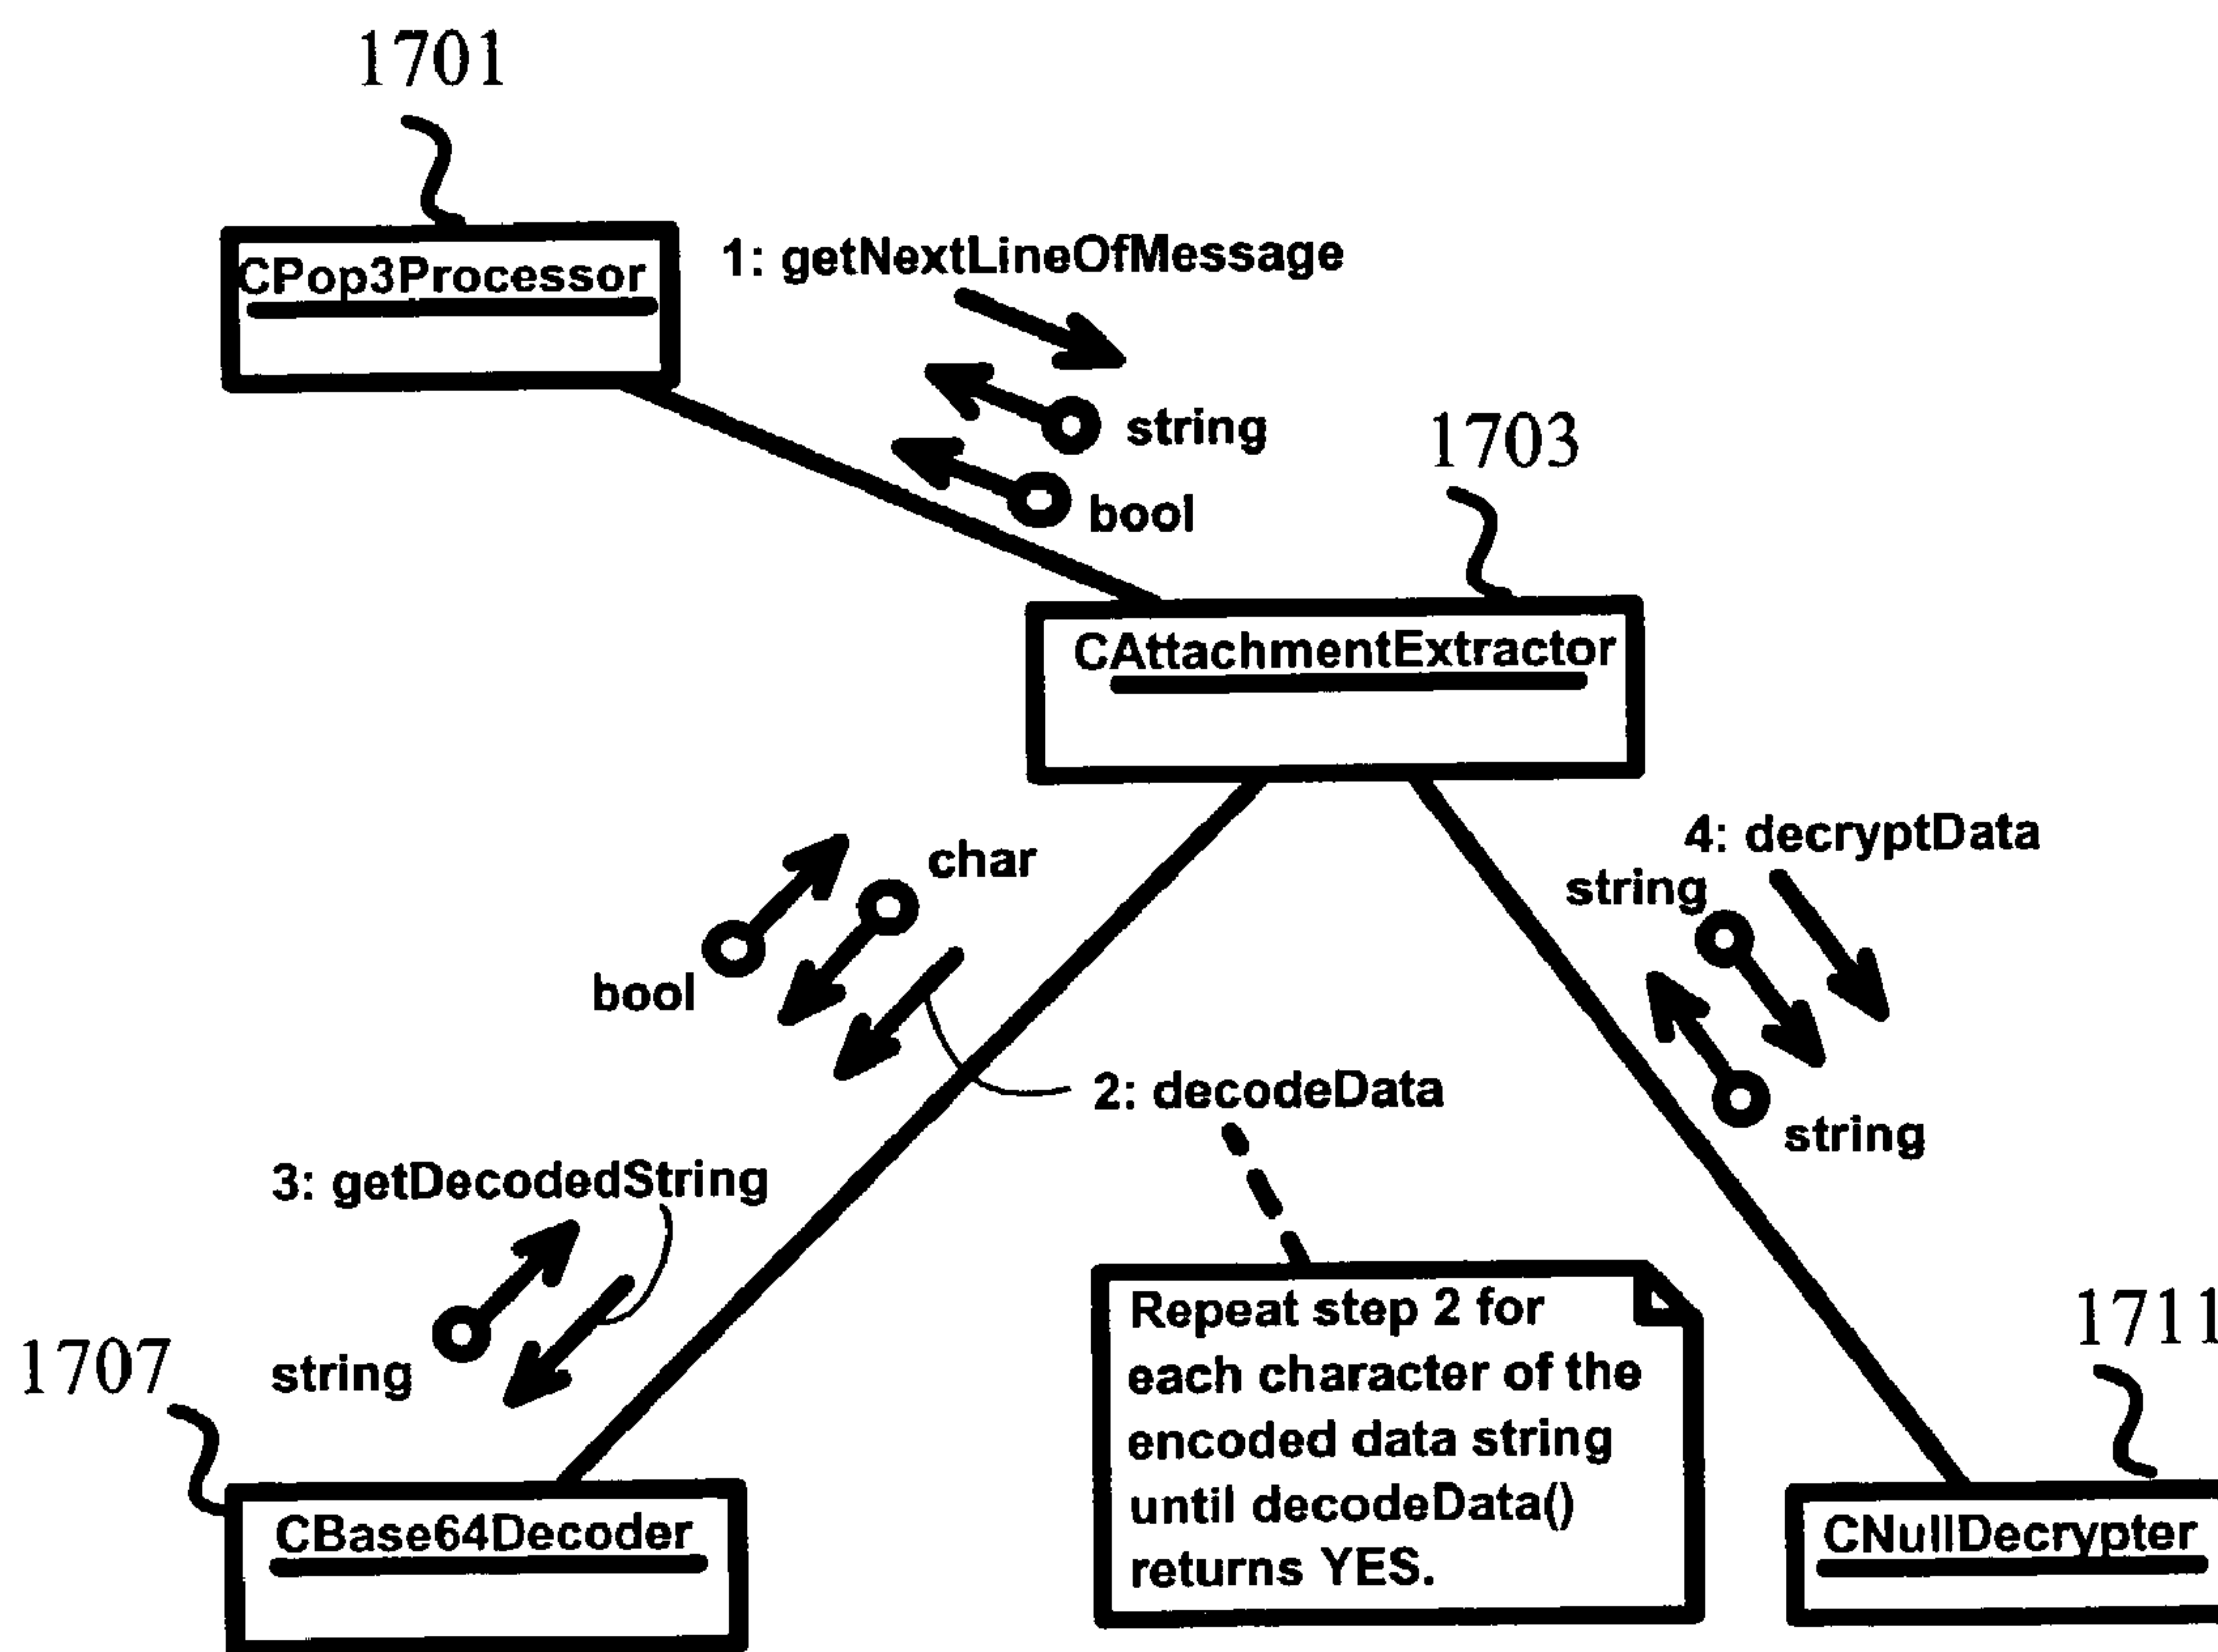 1701
CPop3Processor
1: getNextLineOfMessage
string
bool
1703
CAttachmentExtractor
char
bool
2: decodeData
4: decryptData
string
string
3: getDecodedString
string
1707
CBase64Decoder
Repeat step 2 for
each character of the
encoded data string
until decodeData()
returns YES.
1711
CNullDecrypter